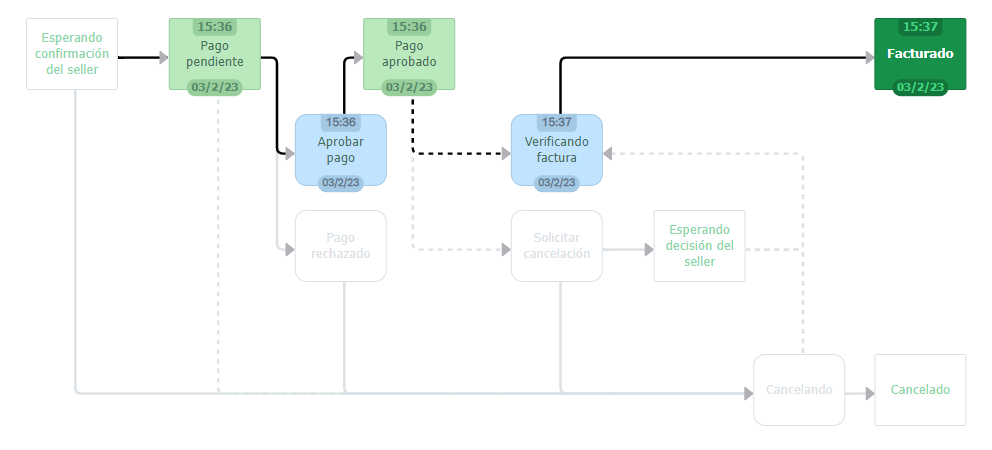 Esperando
confirmación
del seller
15:36
Pago
pendiente
03/2/23
15:36
Pago
aprobado
03/2/23
15:37
Facturado
03/2/23
15:36
Aprobar
pago
03/2/23
15:37
Verificando
factura
03/2/23
Pago
rechazado
Solicitar
cancelación
Esperando
decisión del
seller
Cancelando
Cancelado